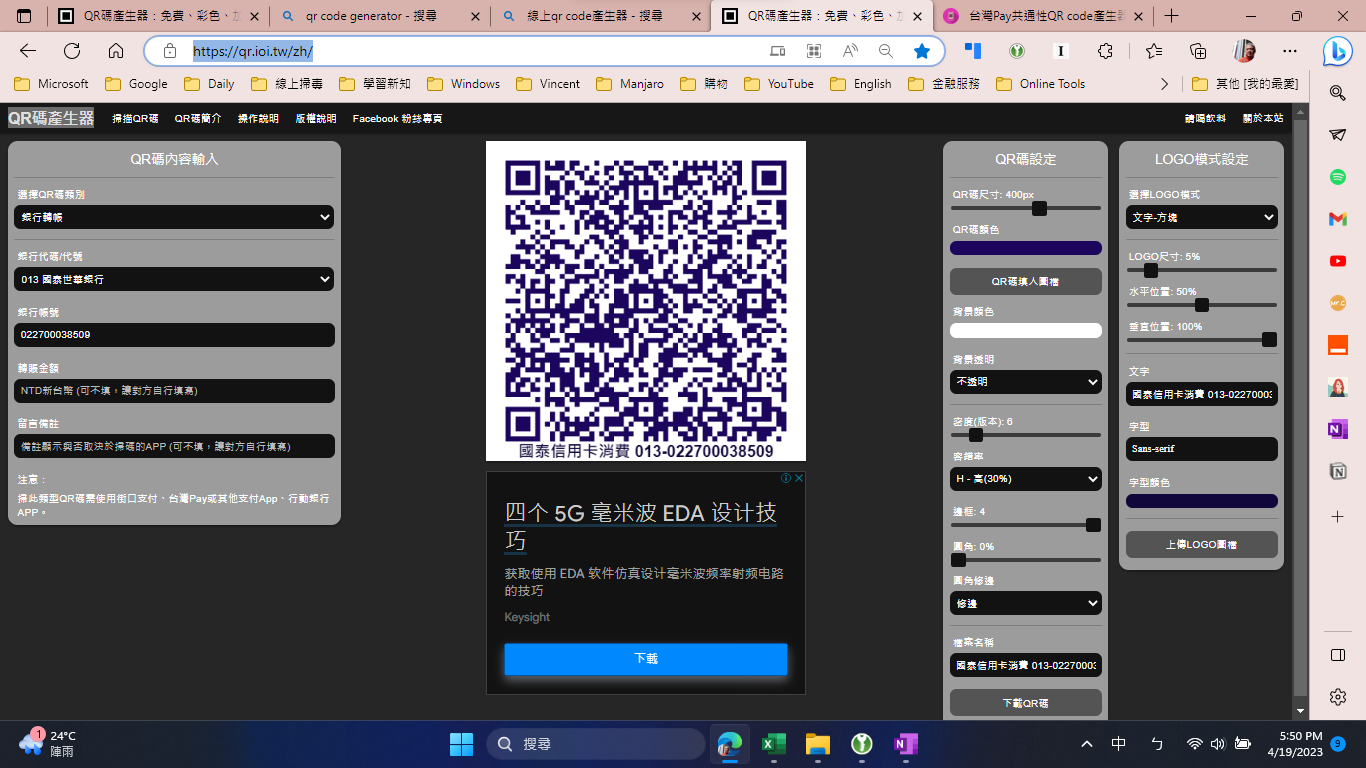 QR碼產生器：免費、彩色、加
qr code generator - 搜尋
線上qr code產生器 - 搜尋
QR碼產生器：免費、彩色、加
台灣Pay共通性QR code產生器
https://qr.ioi.tw/zh/
Microsoft
Google
Daily
線上掃毒
學習新知
Windows
Vincent
Manjaro
購物
YouTube
English
金融服務
Online Tools
其他 [我的最愛]
QR碼產生器
掃描QR碼
QR碼簡介
操作說明
版權說明
Facebook 粉絲專頁
請喝飲料
關於本站
QR碼內容輸入
選擇QR碼類別
銀行轉帳
銀行代碼/代號
013 國泰世華銀行
銀行帳號
022700038509
轉賬金額
NTD新台幣 (可不填，讓對方自行填寫)
留言備註
備註顯示與否取決於掃碼的APP (可不填，讓對方自行填寫)
注意：
掃此類型QR碼需使用街口支付、台灣Pay或其他支付App、行動銀行
APP。
國泰信用卡消費 013-022700038509
四个 5G 毫米波 EDA 设计技
巧
获取使用 EDA 软件仿真设计毫米波频率射频电路
的技巧
Keysight
下載
QR碼設定
QR碼尺寸: 400px
QR碼顏色
QR碼填入圖檔
背景顏色
背景透明
不透明
密度(版本): 6
容錯率
H - 高(30%)
邊框: 4
圓角: 0%
圓角修邊
修邊
檔案名稱
國泰信用卡消費 013-0227000
下載QR碼
LOGO模式設定
選擇LOGO模式
文字-方塊
LOGO尺寸: 5%
水平位置: 50%
垂直位置: 100%
文字
國泰信用卡消費 013-0227000
字型
Sans-serif
字型顏色
上傳LOGO圖檔
1
24°C
陣雨
搜尋
中
ㄅ
5:50 PM
4/19/2023
9